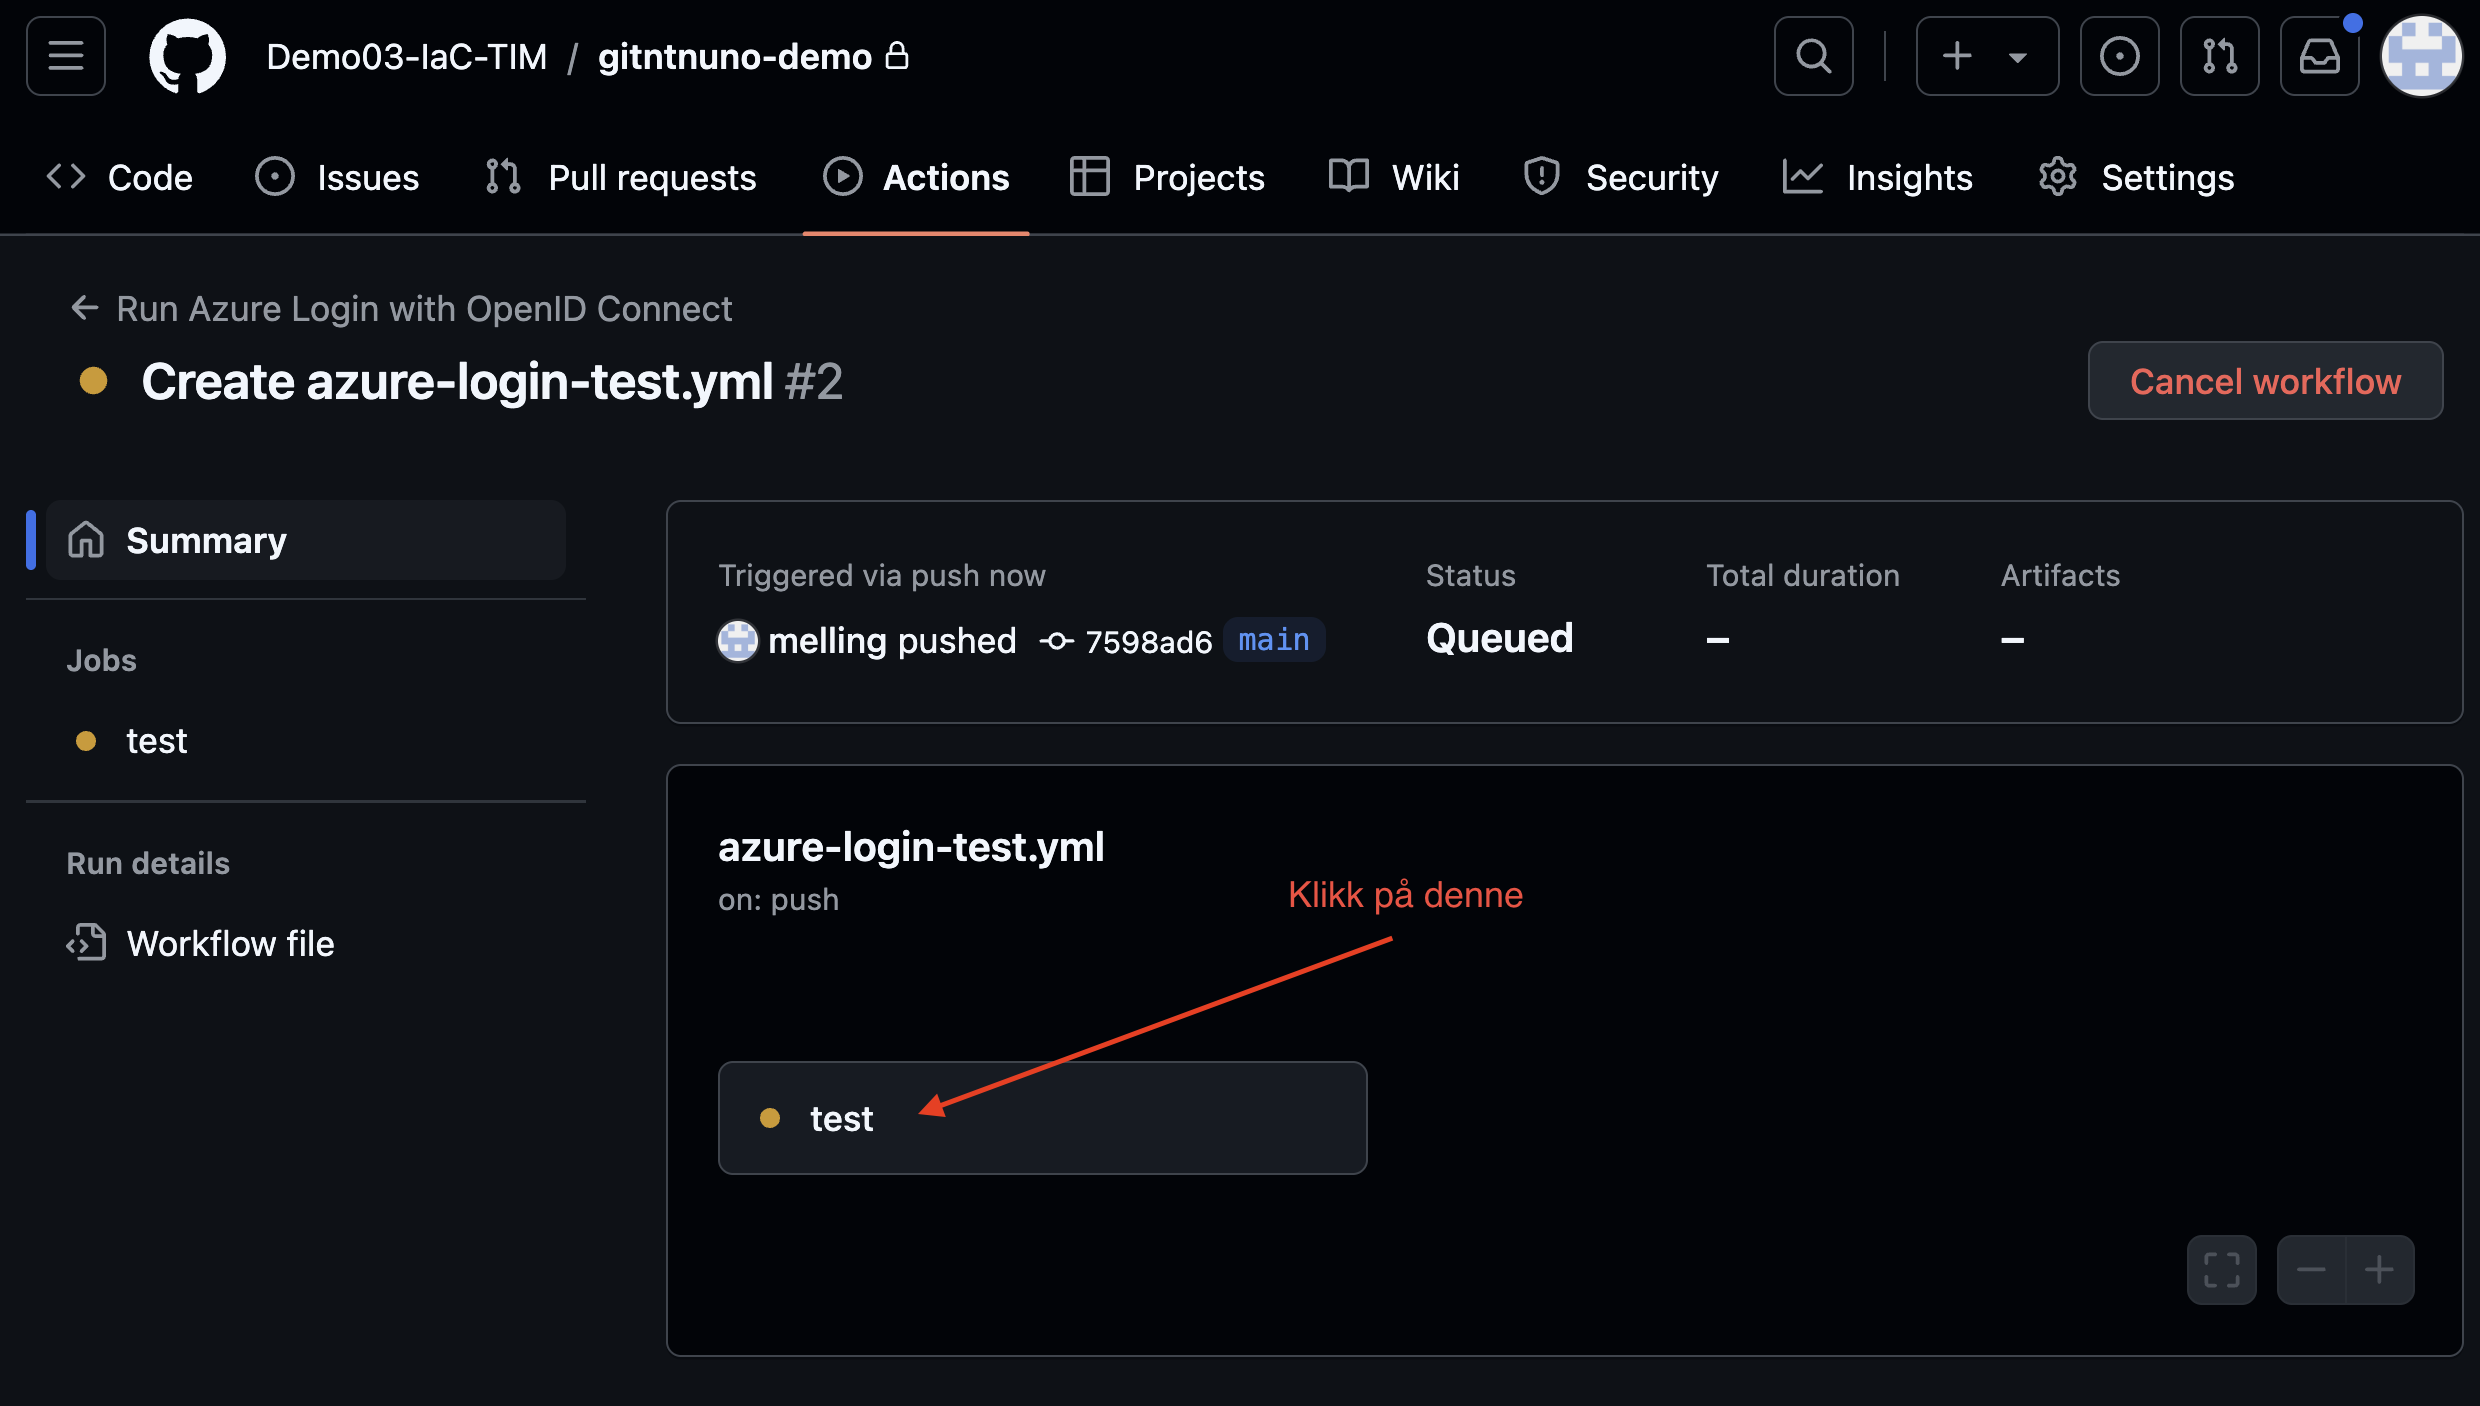 Demo03-IaC-TIM / gitntnuno-demo
Code Issues Pull requests Actions Projects Wiki Security Insights Settings
Run Azure Login with OpenID Connect
Create azure-login-test.yml #2
Cancel workflow
Summary
Jobs
test
Run details
Workflow file
Triggered via push now
melling pushed 7598ad6 main
Status
Queued
Total duration
–
Artifacts
–
azure-login-test.yml
on: push
Klikk på denne
test